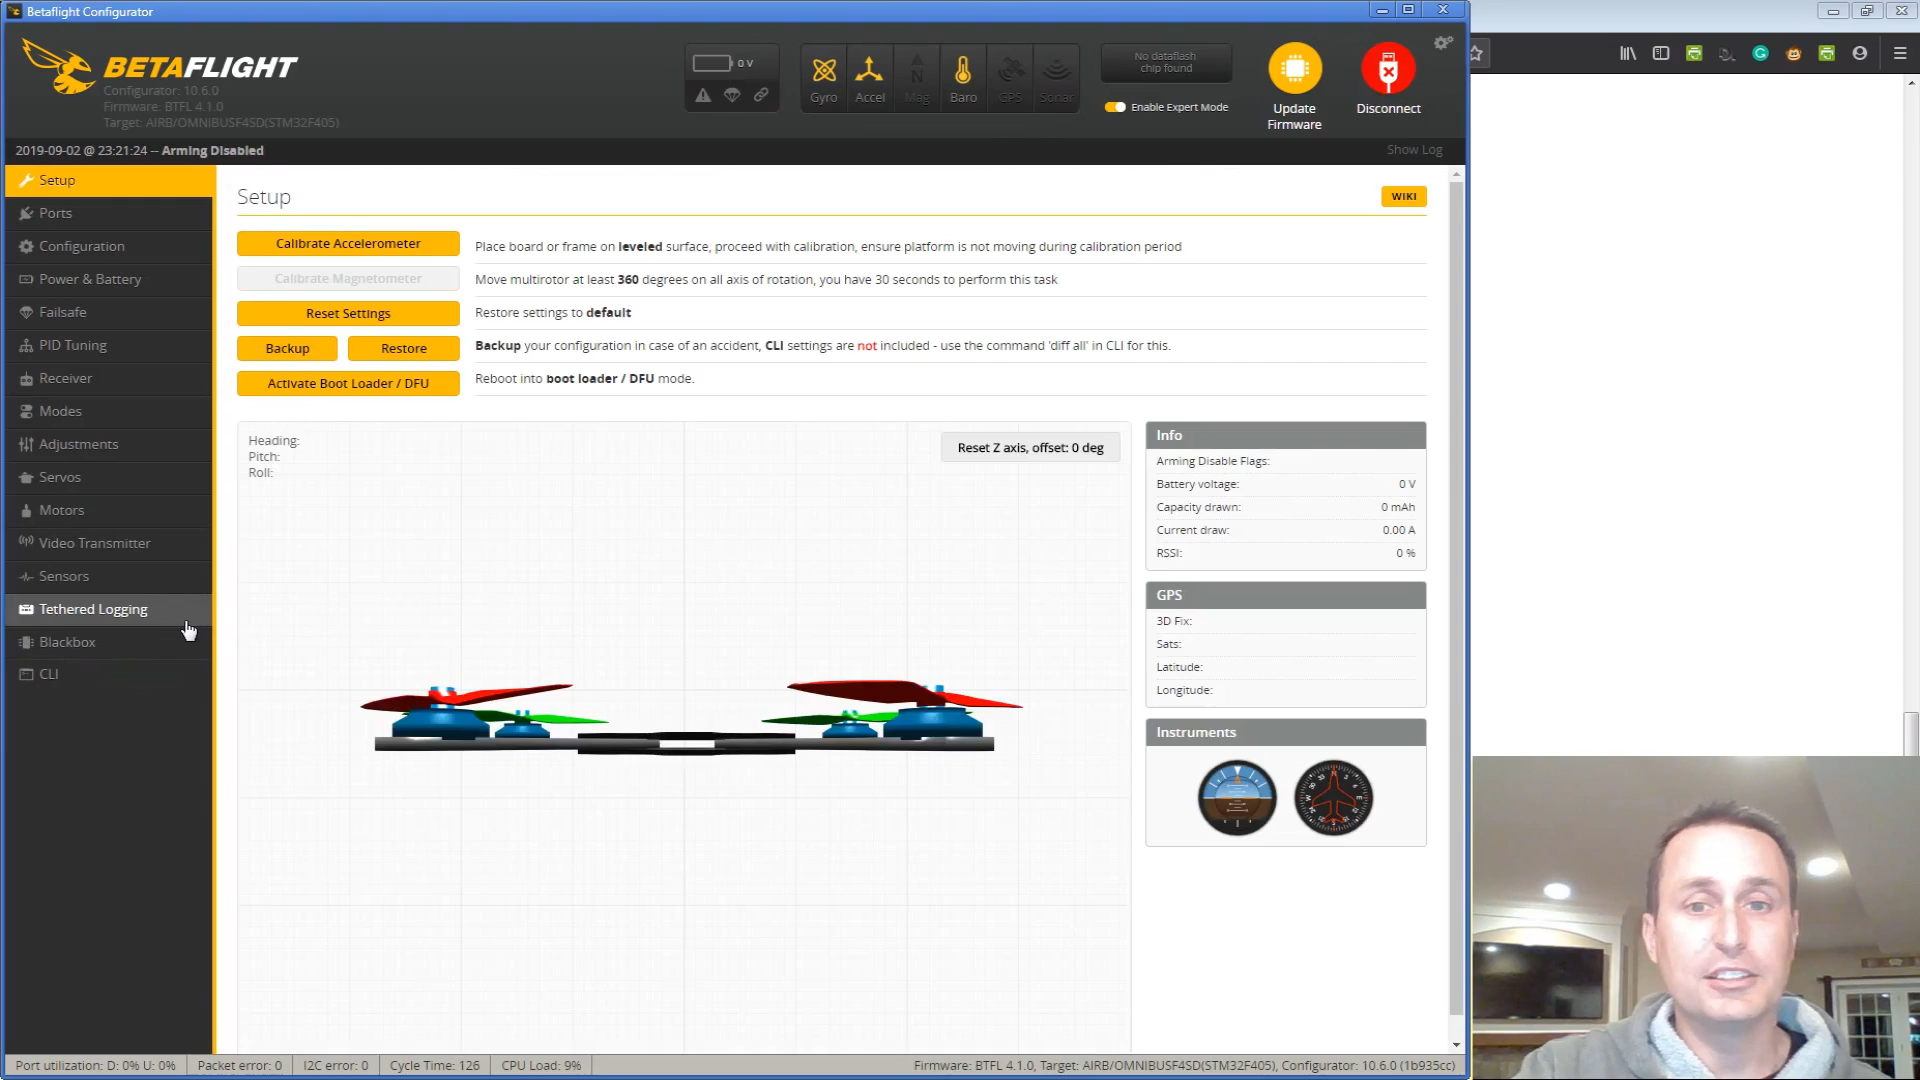 Betaflight Configurator
BETAFLIGHT
Configurator: 10.6.0
Firmware: BTFL 4.1.0
Target: AIRB/OMNIBUSF4SD(STM32F405)
0 V
Gyro
Accel
Mag
Baro
GPS
Sonar
No dataflash
chip found
Enable Expert Mode
Update
Firmware
Disconnect
2019-09-02 @ 23:21:24 -- Arming Disabled
Show Log
Setup
Ports
Configuration
Power & Battery
Failsafe
PID Tuning
Receiver
Modes
Adjustments
Servos
Motors
Video Transmitter
Sensors
Tethered Logging
Blackbox
CLI
Setup
WIKI
Calibrate Accelerometer
Place board or frame on leveled surface, proceed with calibration, ensure platform is not moving during calibration period
Calibrate Magnetometer
Move multirotor at least 360 degrees on all axis of rotation, you have 30 seconds to perform this task
Reset Settings
Restore settings to default
Backup
Restore
Backup your configuration in case of an accident, CLI settings are not included - use the command 'diff all' in CLI for this.
Activate Boot Loader / DFU
Reboot into boot loader / DFU mode.
Heading:
Pitch:
Roll:
Reset Z axis, offset: 0 deg
Info
Arming Disable Flags:
Battery voltage: 0 V
Capacity drawn: 0 mAh
Current draw: 0.00 A
RSSI: 0 %
GPS
3D Fix:
Sats:
Latitude:
Longitude:
Instruments
Port utilization: D: 0% U: 0%
Packet error: 0
I2C error: 0
Cycle Time: 126
CPU Load: 9%
Firmware: BTFL 4.1.0, Target: AIRB/OMNIBUSF4SD(STM32F405), Configurator: 10.6.0 (1b935cc)